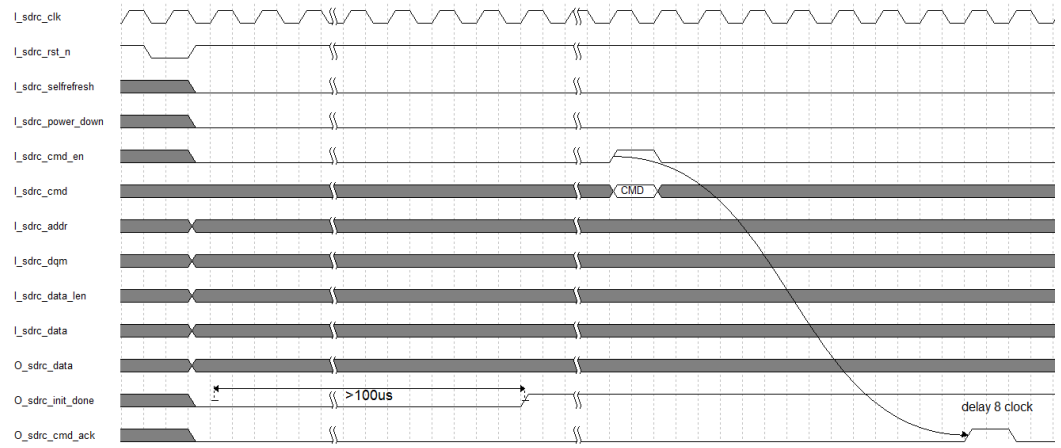 I_sdrc_clk
I_sdrc_rst_n
I_sdrc_selfrefresh
I_sdrc_power_down
I_sdrc_cmd_en
I_sdrc_cmd
CMD
I_sdrc_addr
I_sdrc_dqm
I_sdrc_data_len
I_sdrc_data
O_sdrc_data
>100us
O_sdrc_init_done
delay 8 clock
O_sdrc_cmd_ack